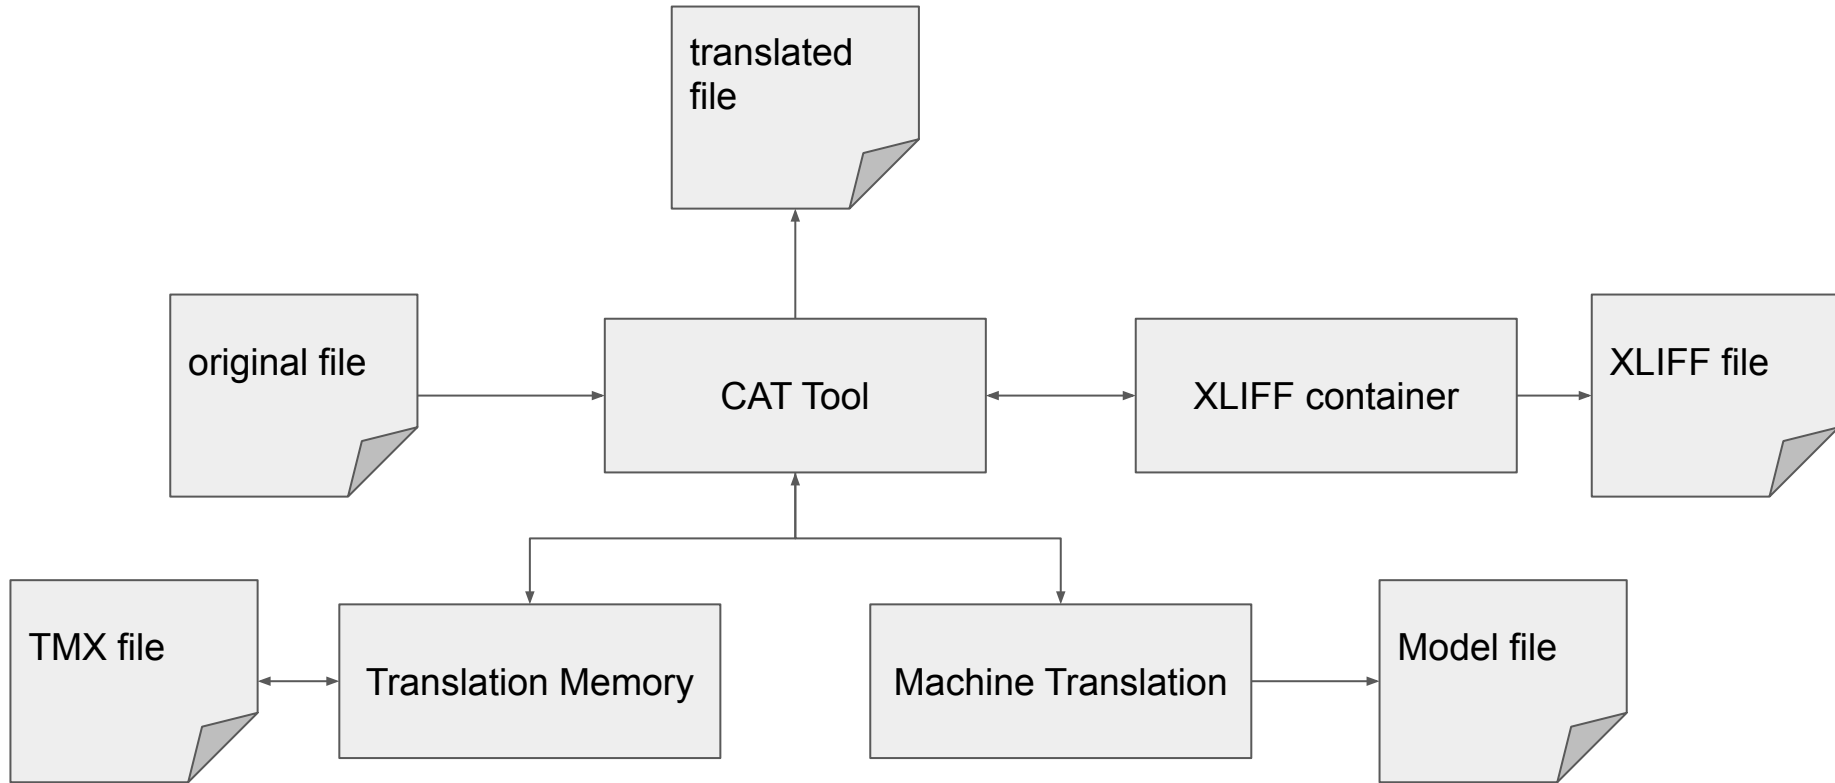 translated
file
original file
CAT Tool
XLIFF container
XLIFF file
TMX file
Translation Memory
Machine Translation
Model file